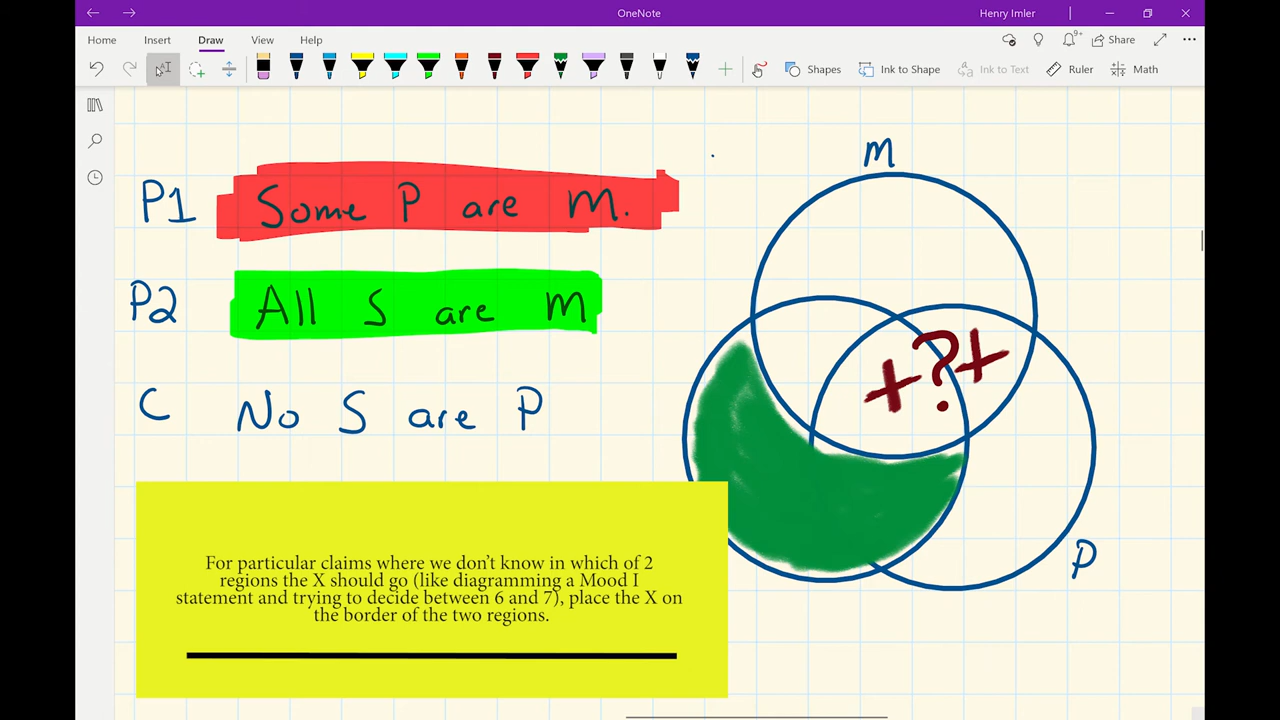 OneNote
Henry Imler
Home Insert Draw View Help
9+ Share
Shapes Ink to Shape Ink to Text Ruler Math
M
P1 Some P are M.
P2 All S are M
+?+
C No S are P
For particular claims where we don't know in which of 2
regions the X should go (like diagramming a Mood I
statement and trying to decide between 6 and 7), place the X on
the border of the two regions.
P